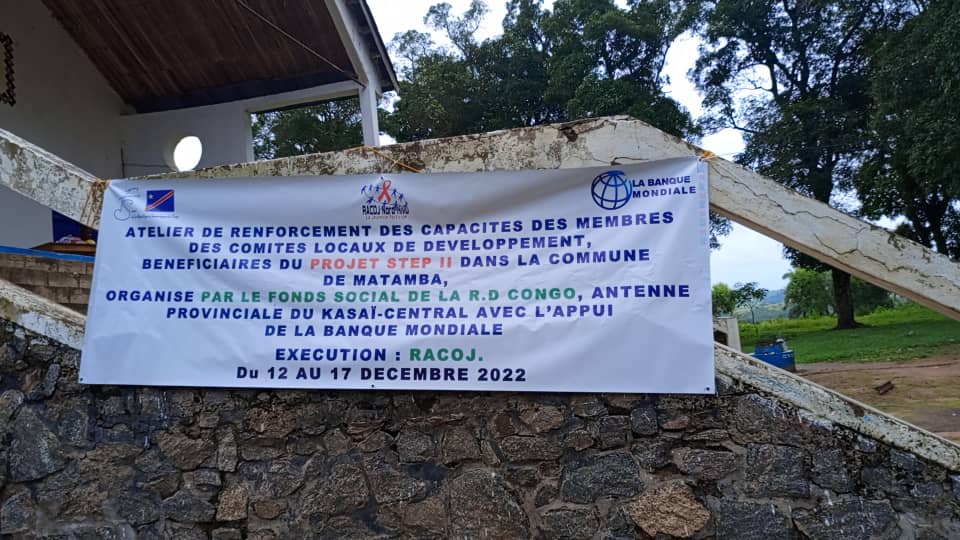 RACOJ Nord-Kivu
LA BANQUE
MONDIALE
ATELIER DE RENFORCEMENT DES CAPACITES DES MEMBRES
DES COMITES LOCAUX DE DEVELOPPEMENT,
BENEFICIAIRES DU PROJET STEP II DANS LA COMMUNE
DE MATAMBA,
ORGANISE PAR LE FONDS SOCIAL DE LA R.D CONGO, ANTENNE
PROVINCIALE DU KASAÏ-CENTRAL AVEC L'APPUI
DE LA BANQUE MONDIALE
EXECUTION : RACOJ.
DU 12 AU 17 DECEMBRE 2022